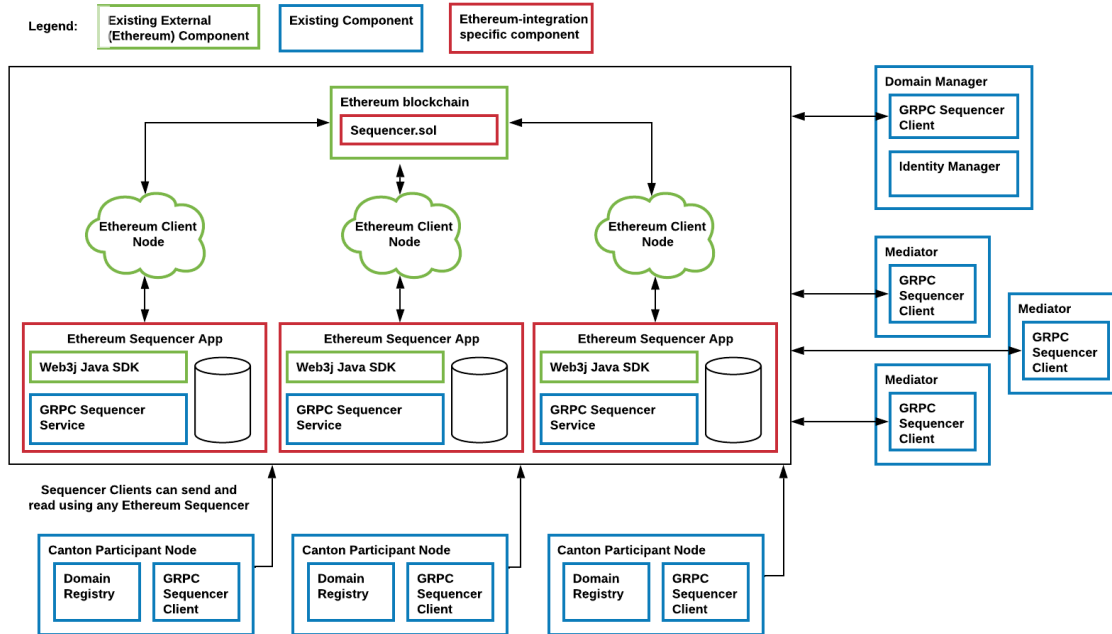 Legend:
Existing External
(Ethereum) Component
Existing Component
Ethereum-integration
specific component
Ethereum blockchain
Sequencer.sol
Ethereum Client
Node
Ethereum Client
Node
Ethereum Client
Node
Ethereum Sequencer App
Web3j Java SDK
GRPC Sequencer
Service
Ethereum Sequencer App
Web3j Java SDK
GRPC Sequencer
Service
Ethereum Sequencer App
Web3j Java SDK
GRPC Sequencer
Service
Domain Manager
GRPC Sequencer
Client
Identity Manager
Mediator
GRPC
Sequencer
Client
Mediator
GRPC
Sequencer
Client
Mediator
GRPC
Sequencer
Client
Sequencer Clients can send and
read using any Ethereum Sequencer
Canton Participant Node
Domain
Registry
GRPC
Sequencer
Client
Canton Participant Node
Domain
Registry
GRPC
Sequencer
Client
Canton Participant Node
Domain
Registry
GRPC
Sequencer
Client